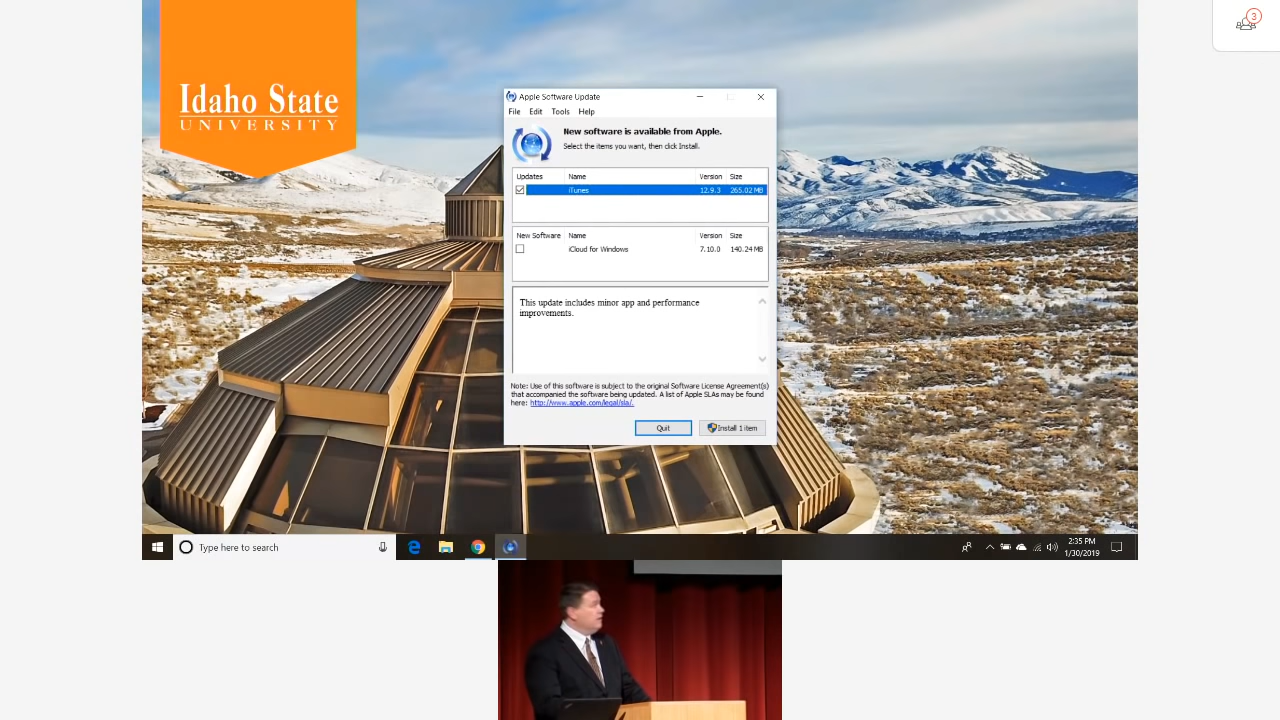 3
Idaho State
UNIVERSITY
Apple Software Update
File Edit Tools Help
New software is available from Apple.
Select the items you want, then click Install.
Updates Name Version Size
iTunes 12.9.3 265.02 MB
New Software Name Version Size
iCloud for Windows 7.10.0 140.24 MB
This update includes minor app and performance
improvements.
Note: Use of this software is subject to the original Software License Agreement(s)
that accompanied the software being updated. A list of Apple SLAs may be found
here: http://www.apple.com/legal/sla/.
Quit Install 1 item
Type here to search
2:35 PM
1/30/2019